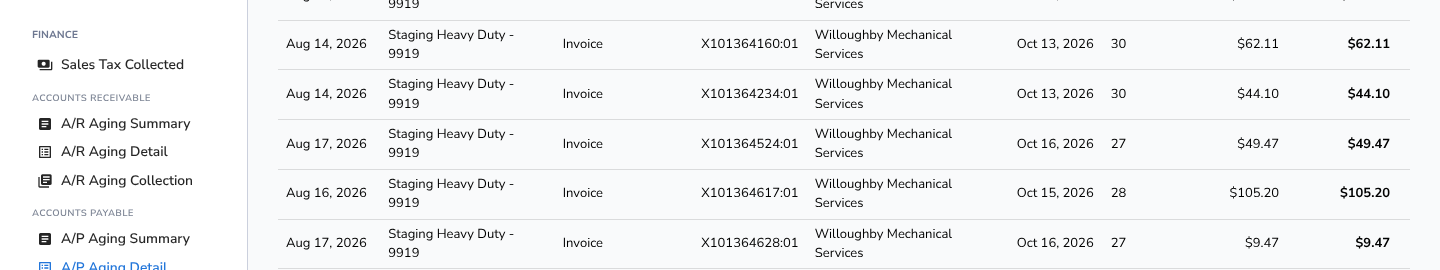 FINANCE
Sales Tax Collected
ACCOUNTS RECEIVABLE
A/R Aging Summary
A/R Aging Detail
A/R Aging Collection
ACCOUNTS PAYABLE
A/P Aging Summary
A/P Aging Detail
9919 Services
Aug 14, 2026 Staging Heavy Duty - 9919 Invoice X101364160:01 Willoughby Mechanical Services Oct 13, 2026 30 $62.11 $62.11
Aug 14, 2026 Staging Heavy Duty - 9919 Invoice X101364234:01 Willoughby Mechanical Services Oct 13, 2026 30 $44.10 $44.10
Aug 17, 2026 Staging Heavy Duty - 9919 Invoice X101364524:01 Willoughby Mechanical Services Oct 16, 2026 27 $49.47 $49.47
Aug 16, 2026 Staging Heavy Duty - 9919 Invoice X101364617:01 Willoughby Mechanical Services Oct 15, 2026 28 $105.20 $105.20
Aug 17, 2026 Staging Heavy Duty - 9919 Invoice X101364628:01 Willoughby Mechanical Services Oct 16, 2026 27 $9.47 $9.47